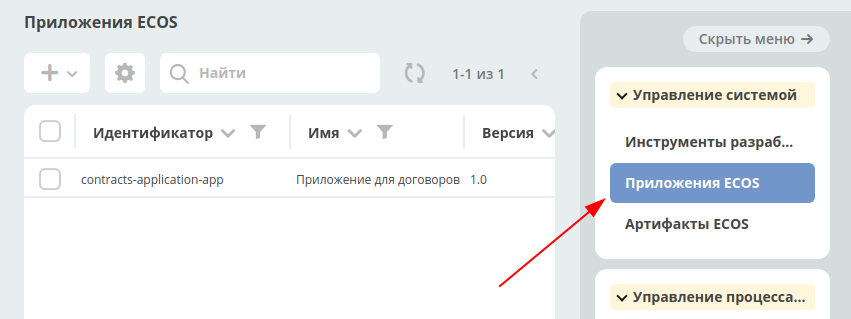 Приложения ECOS
Найти
1-1 из 1
Идентификатор
Имя
Версия
contracts-application-app
Приложение для договоров
1.0
Скрыть меню
Управление системой
Инструменты разраб...
Приложения ECOS
Артифакты ECOS
Управление процесса...